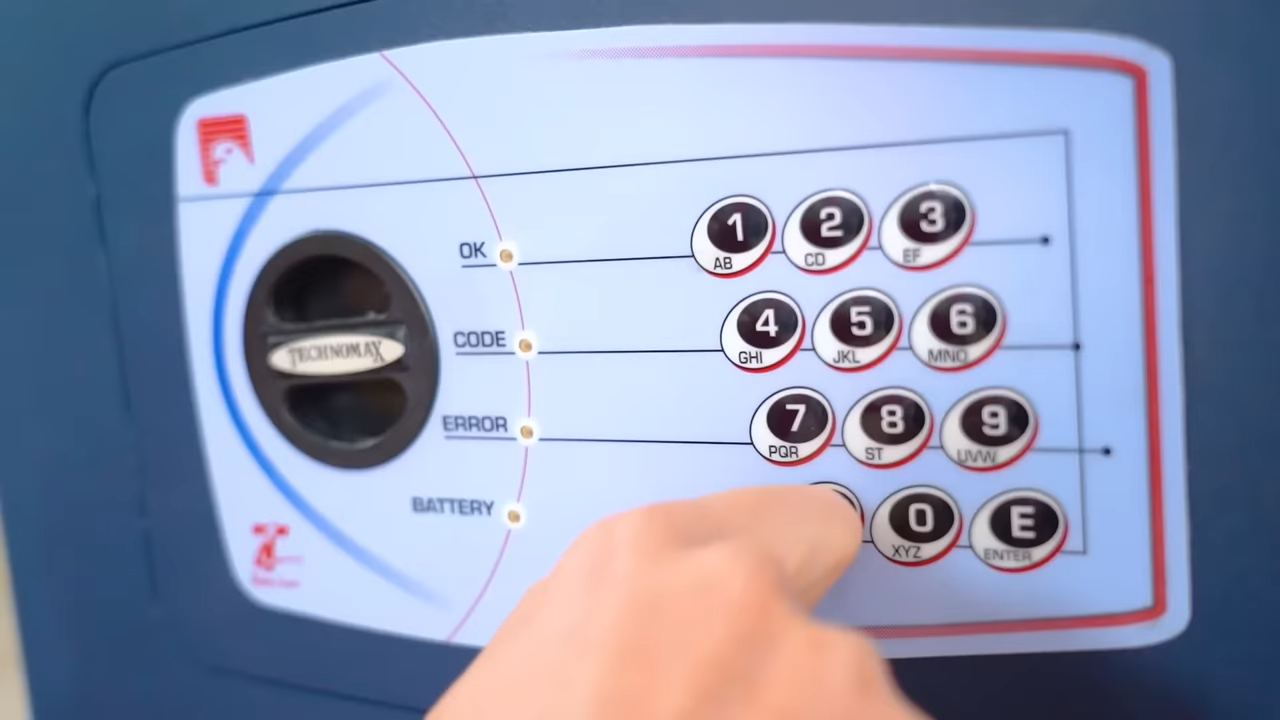 OK
1 2 3
AB CD EF
TECHNOMAX
CODE
4 5 6
GHI JKL MNO
ERROR
7 8 9
PQR ST UVW
BATTERY
0 E
XYZ ENTER